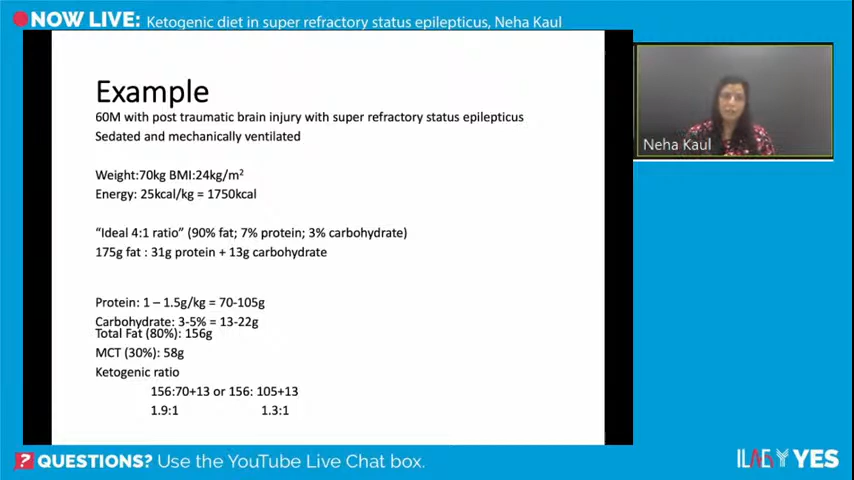 NOW LIVE: Ketogenic diet in super refractory status epilepticus, Neha Kaul
Example
60M with post traumatic brain injury with super refractory status epilepticus
Sedated and mechanically ventilated
Weight:70kg BMI:24kg/m²
Energy: 25kcal/kg = 1750kcal
“Ideal 4:1 ratio” (90% fat; 7% protein; 3% carbohydrate)
175g fat : 31g protein + 13g carbohydrate
Protein: 1 – 1.5g/kg = 70-105g
Carbohydrate: 3-5% = 13-22g
Total Fat (80%): 156g
MCT (30%): 58g
Ketogenic ratio
156:70+13 or 156: 105+13
1.9:1 1.3:1
Neha Kaul
? QUESTIONS? Use the YouTube Live Chat box.
ILAE YES